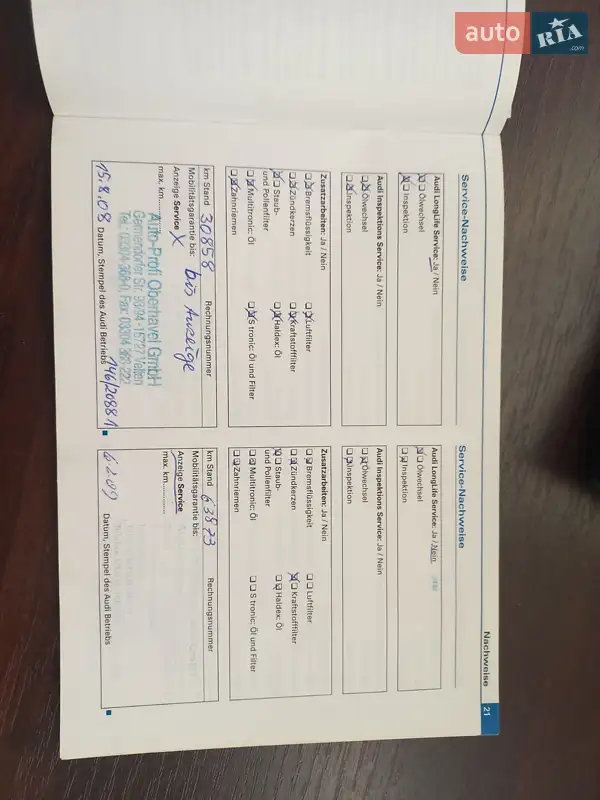 auto RIA .com
Nachweise
21
Service-Nachweise
Audi LongLife Service: Ja / Nein
Ölwechsel
Inspektion
Audi Inspektions Service: Ja / Nein
Ölwechsel
Inspektion
Zusatzarbeiten: Ja / Nein
Bremsflüssigkeit
Luftfilter
Zündkerzen
Kraftstofffilter
Staub- und Pollenfilter
Haldex: Öl
Multitronic: Öl
S tronic: Öl und Filter
Zahnriemen
km Stand 30858
Rechnungsnummer
Mobilitätsgarantie bis: bis Anzeige
Anzeige Service X
max. km
Auto-Profi Oberhavel GmbH
15.8.08
146/20881
Datum, Stempel des Audi Betriebs
Service-Nachweise
Audi LongLife Service: Ja / Nein
Ölwechsel
Inspektion
Audi Inspektions Service: Ja / Nein
Ölwechsel
Inspektion
Zusatzarbeiten: Ja / Nein
Bremsflüssigkeit
Luftfilter
Zündkerzen
Kraftstofffilter
Staub- und Pollenfilter
Haldex: Öl
Multitronic: Öl
S tronic: Öl und Filter
Zahnriemen
km Stand 63873
Rechnungsnummer
Mobilitätsgarantie bis:
Anzeige Service
max. km
6.2.09
Datum, Stempel des Audi Betriebs